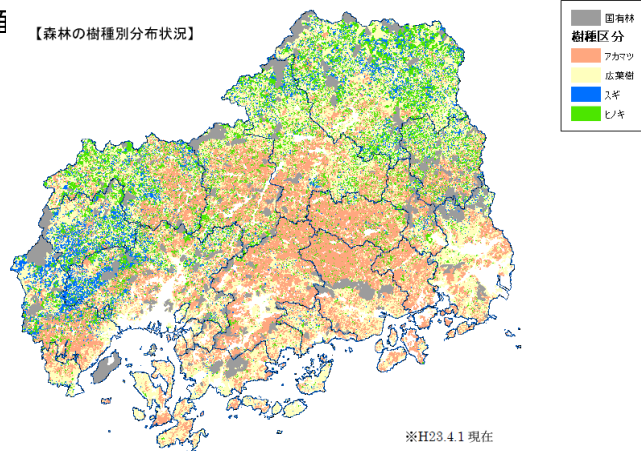 【森林の樹種別分布状況】
国有林
樹種区分
アカマツ
広葉樹
スギ
ヒノキ
※H23.4.1 現在